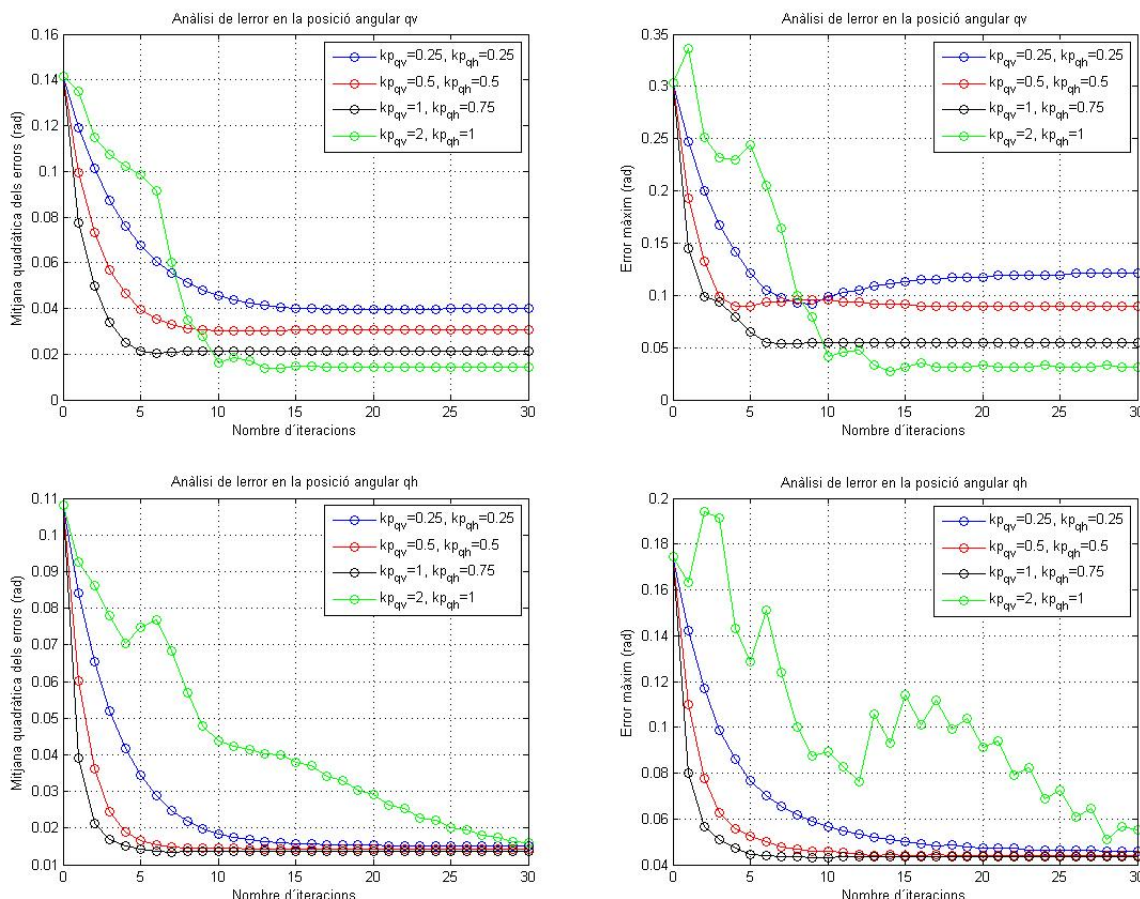 Anàlisi de lerror en la posició angular qv
Mitjana quadràtica dels errors (rad)
0.16
0.14
0.12
0.1
0.08
0.06
0.04
0.02
0
kpqv=0.25, kpqh=0.25
kpqv=0.5, kpqh=0.5
kpqv=1, kpqh=0.75
kpqv=2, kpqh=1
0 5 10 15 20 25 30
Nombre d´iteracions
Anàlisi de lerror en la posició angular qv
Error màxim (rad)
0.35
0.3
0.25
0.2
0.15
0.1
0.05
0
kpqv=0.25, kpqh=0.25
kpqv=0.5, kpqh=0.5
kpqv=1, kpqh=0.75
kpqv=2, kpqh=1
0 5 10 15 20 25 30
Nombre d´iteracions
Anàlisi de lerror en la posició angular qh
Mitjana quadràtica dels errors (rad)
0.11
0.1
0.09
0.08
0.07
0.06
0.05
0.04
0.03
0.02
0.01
kpqv=0.25, kpqh=0.25
kpqv=0.5, kpqh=0.5
kpqv=1, kpqh=0.75
kpqv=2, kpqh=1
0 5 10 15 20 25 30
Nombre d´iteracions
Anàlisi de lerror en la posició angular qh
Error màxim (rad)
0.2
0.18
0.16
0.14
0.12
0.1
0.08
0.06
0.04
kpqv=0.25, kpqh=0.25
kpqv=0.5, kpqh=0.5
kpqv=1, kpqh=0.75
kpqv=2, kpqh=1
0 5 10 15 20 25 30
Nombre d´iteracions